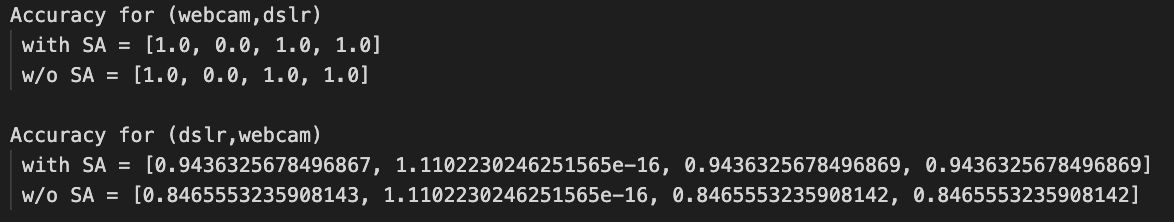 Accuracy for (webcam,dslr)
with SA = [1.0, 0.0, 1.0, 1.0]
w/o SA = [1.0, 0.0, 1.0, 1.0]
Accuracy for (dslr,webcam)
with SA = [0.9436325678496867, 1.1102230246251565e-16, 0.9436325678496869, 0.9436325678496869]
w/o SA = [0.8465553235908143, 1.1102230246251565e-16, 0.8465553235908142, 0.8465553235908142]